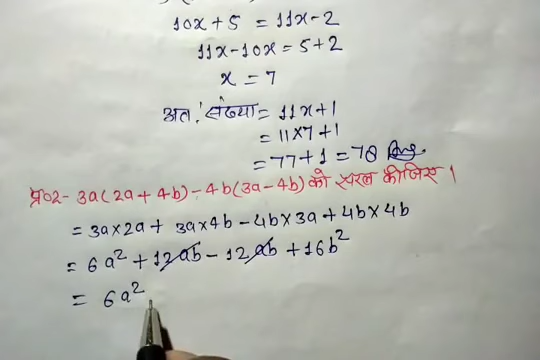 10x + 5 = 11x - 2
11x - 10x = 5 + 2
x = 7
अतः संख्या = 11x + 1
= 11 × 7 + 1
= 77 + 1 = 78 Ans
प्र०2- 3a(2a + 4b) - 4b(3a - 4b) को सरल कीजिए।
= 3a × 2a + 3a × 4b - 4b × 3a + 4b × 4b
= 6a² + 12ab - 12ab + 16b²
= 6a²